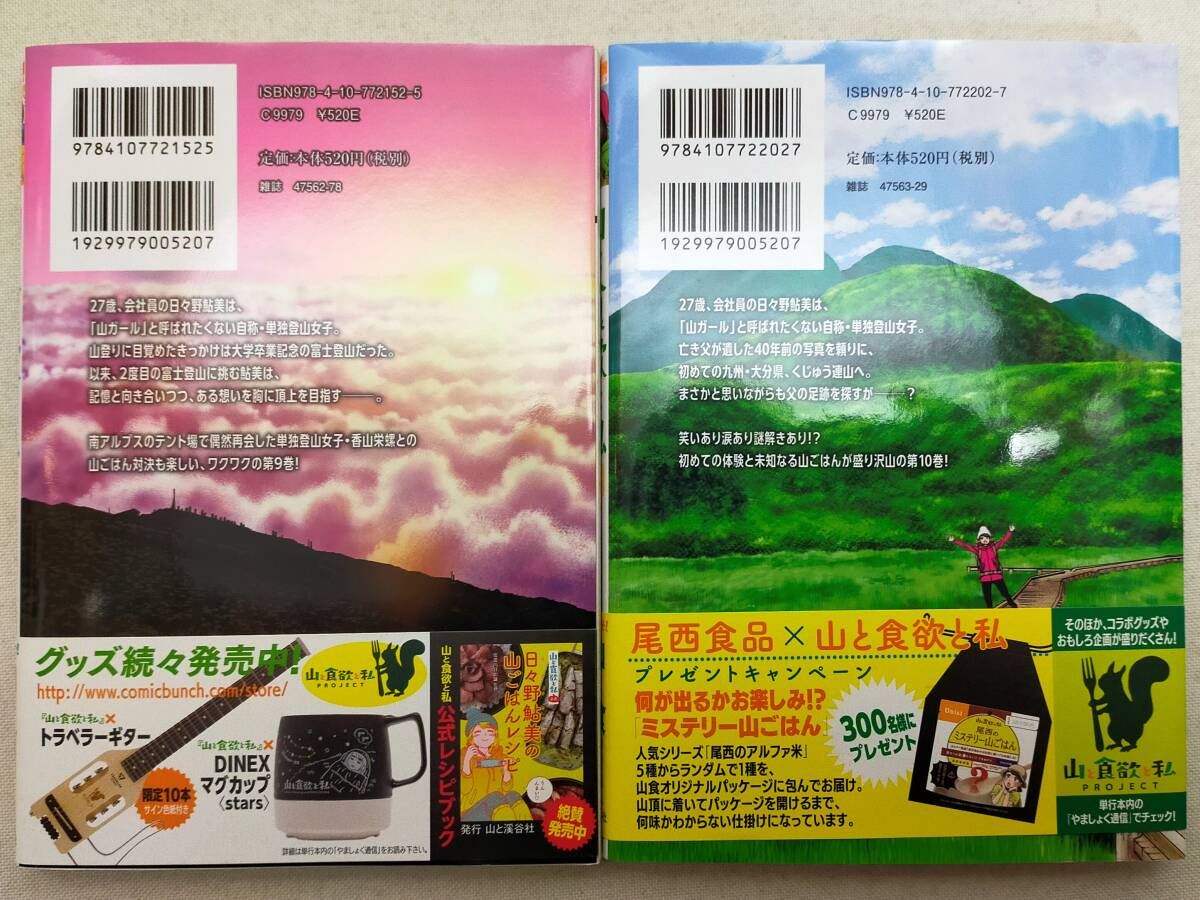 9784107721525
1929979005207
ISBN978-4-10-772152-5
C9979 ¥520E
定価:本体520円(税別)
雑誌 47562-78
27歳、会社員の日々野鮎美は、
「山ガール」と呼ばれたくない自称・単独登山女子。
山登りに目覚めたきっかけは大学卒業記念の富士登山だった。
以来、2度目の富士登山に挑む鮎美は、
記憶と向き合いつつ、ある想いを胸に頂上を目指す――。
南アルプスのテント場で偶然再会した単独登山女子・香山栄螺との
山ごはん対決も楽しい、ワクワクの第9巻!
グッズ続々発売中!
http://www.comicbunch.com/store/
山と食欲と私
PROJECT
『山と食欲と私』×
トラベラーギター
限定10本
サイン色紙付き
『山と食欲と私』×
DINEX
マグカップ
〈stars〉
山と食欲と私
詳細は単行本内の「やましょく通信」をお読み下さい。
山と食欲と私 公式レシピブック
日々野鮎美の
山ごはんレシピ
山と食欲と私
発行 山と溪谷社
絶賛
発売中
9784107722027
1929979005207
ISBN978-4-10-772202-7
C9979 ¥520E
定価:本体520円(税別)
雑誌 47563-29
27歳、会社員の日々野鮎美は、
「山ガール」と呼ばれたくない自称・単独登山女子。
亡き父が遺した40年前の写真を頼りに、
初めての九州・大分県、くじゅう連山へ。
まさかと思いながらも父の足跡を探すが――?
笑いあり涙あり謎解きあり!?
初めての体験と未知なる山ごはんが盛り沢山の第10巻!
尾西食品×山と食欲と私
プレゼントキャンペーン
何が出るかお楽しみ!?
「ミステリー山ごはん」
300名様に
プレゼント
人気シリーズ「尾西のアルファ米」
5種からランダムで1種を、
山食オリジナルパッケージに包んでお届け。
山頂に着いてパッケージを開けるまで、
何味かわからない仕掛けになっています。
Onisi
山と食欲と私
尾西の
ミステリー山ごはん
?
そのほか、コラボグッズや
おもしろ企画が盛りだくさん!
山と食欲と私
PROJECT
単行本内の
「やましょく通信」でチェック!